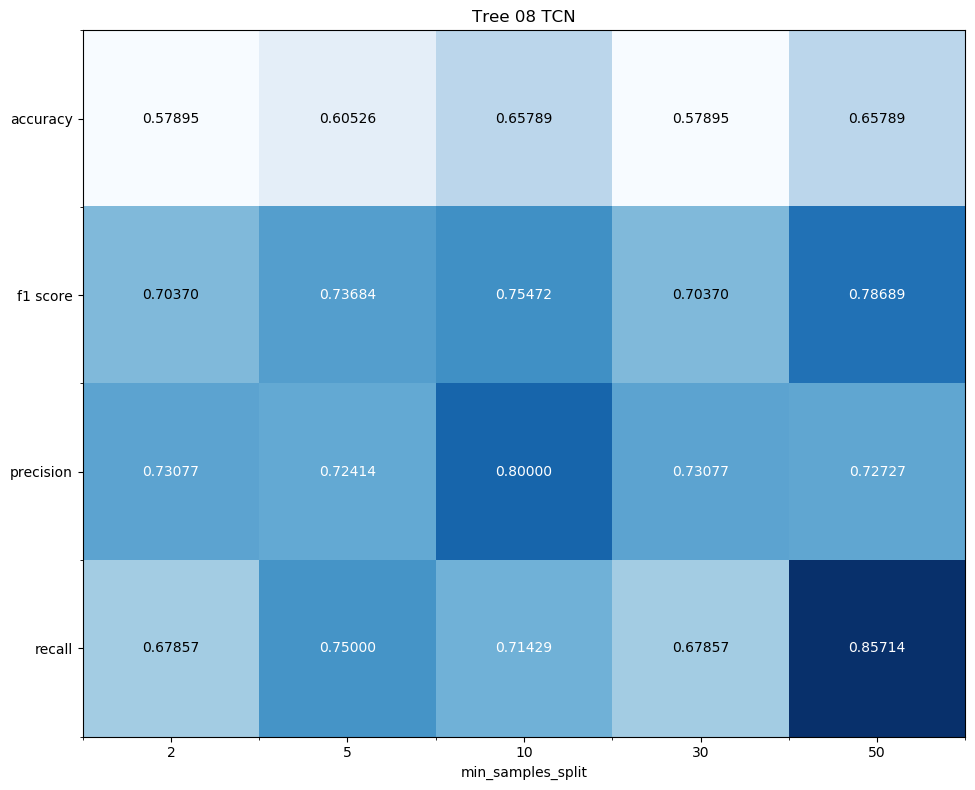 Tree 08 TCN
accuracy 0.57895 0.60526 0.65789 0.57895 0.65789
f1 score 0.70370 0.73684 0.75472 0.70370 0.78689
precision 0.73077 0.72414 0.80000 0.73077 0.72727
recall 0.67857 0.75000 0.71429 0.67857 0.85714
2 5 10 30 50
min_samples_split